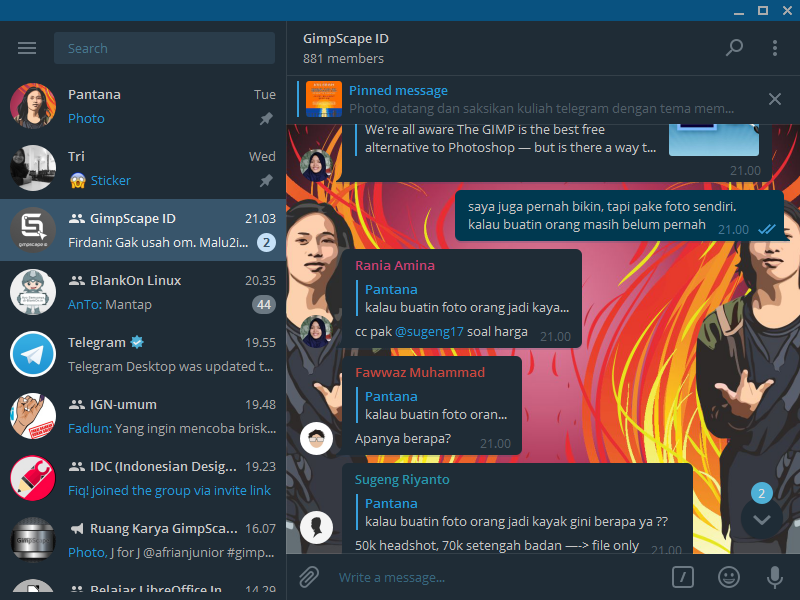 Search
Pantana
Tue
Photo
Tri
Wed
😱 Sticker
GimpScape ID
21.03
Firdani: Gak usah om. Malu2i...
2
BlankOn Linux
20.35
AnTo: Mantap
44
Telegram
19.55
Telegram Desktop was updated t...
IGN-umum
19.48
Fadlun: Yang ingin mencoba brisk...
IDC (Indonesian Desig...
19.23
Fiq! joined the group via invite link
Ruang Karya GimpSca...
16.07
Photo, J for J @afrianjunior #gimp...
Belajar LibreOffice In...
14.29
GimpScape ID
881 members
Pinned message
Photo, datang dan saksikan kuliah telegram dengan tema mem...
We're all aware The GIMP is the best free
alternative to Photoshop — but is there a way t...
21.00
saya juga pernah bikin, tapi pake foto sendiri.
kalau buatin orang masih belum pernah
21.00
Rania Amina
Pantana
kalau buatin foto orang jadi kaya...
cc pak @sugeng17 soal harga
21.00
Fawwaz Muhammad
Pantana
kalau buatin foto oran...
Apanya berapa?
21.00
Sugeng Riyanto
Pantana
kalau buatin foto orang jadi kayak gini berapa ya ??
50k headshot, 70k setengah badan —-> file only
21.00
2
Write a message...